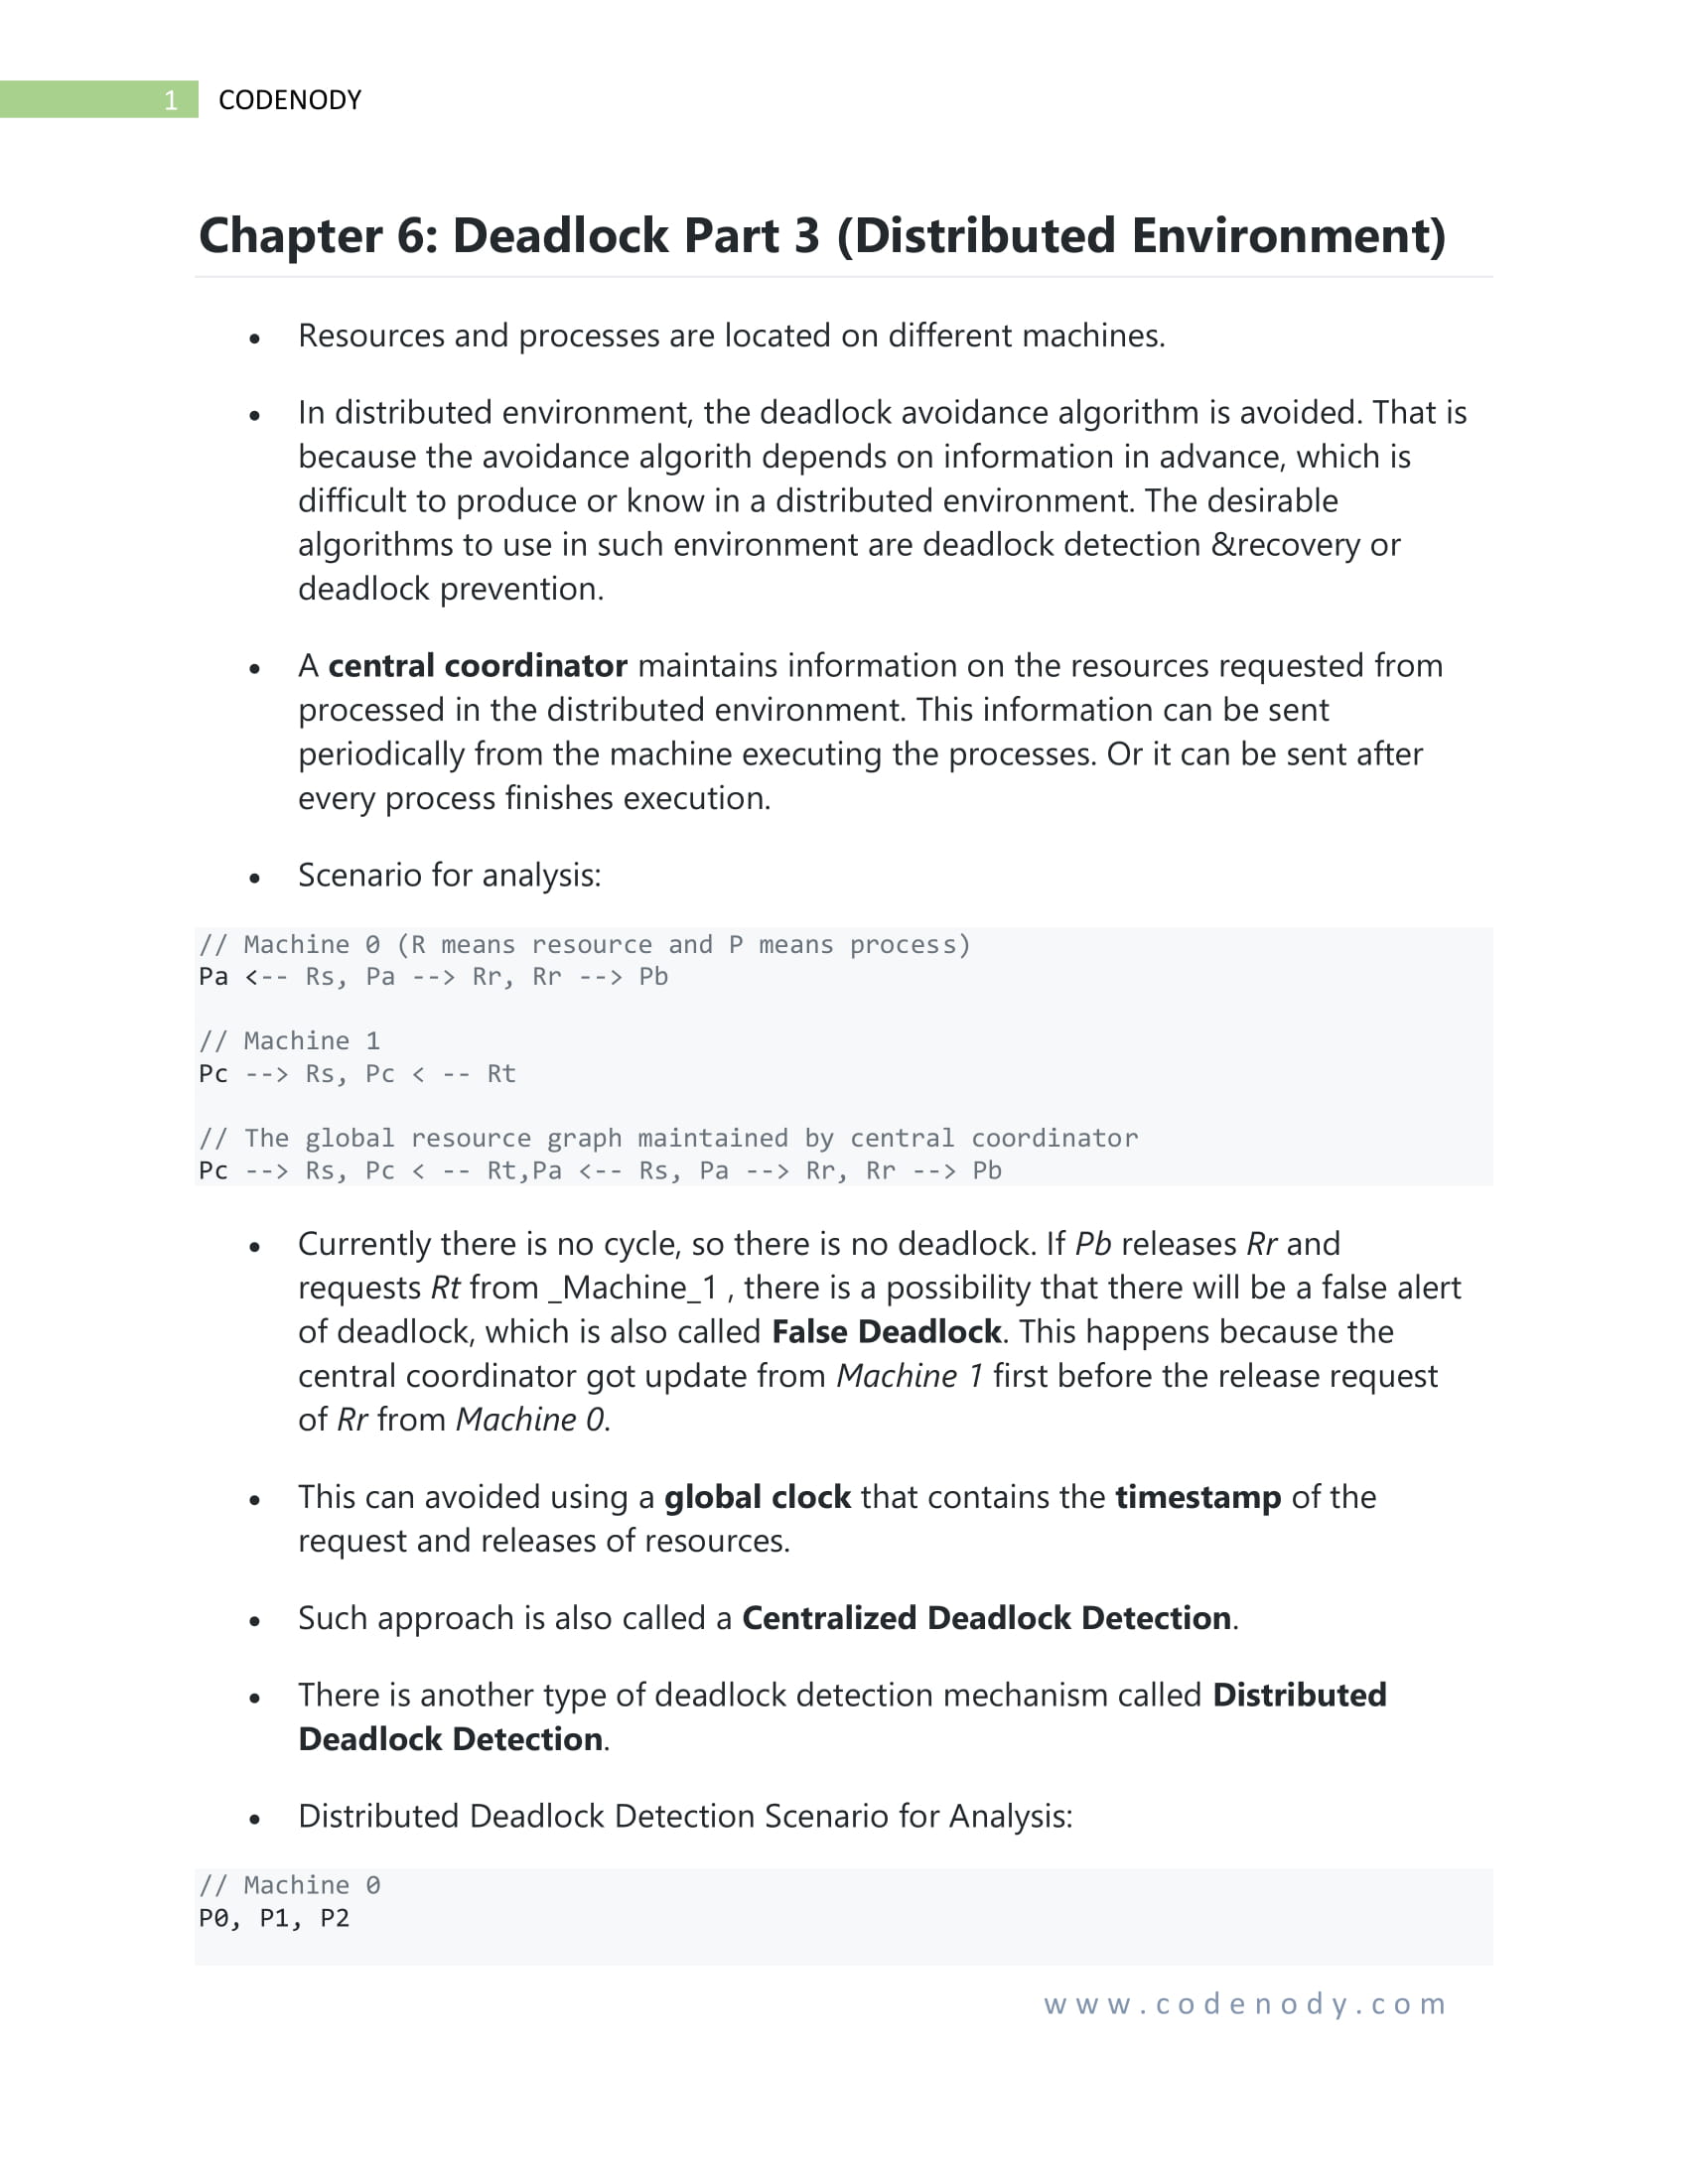 1 CODENODY
Chapter 6: Deadlock Part 3 (Distributed Environment)
• Resources and processes are located on different machines.
• In distributed environment, the deadlock avoidance algorithm is avoided. That is
because the avoidance algorith depends on information in advance, which is
difficult to produce or know in a distributed environment. The desirable
algorithms to use in such environment are deadlock detection &recovery or
deadlock prevention.
• A central coordinator maintains information on the resources requested from
processed in the distributed environment. This information can be sent
periodically from the machine executing the processes. Or it can be sent after
every process finishes execution.
• Scenario for analysis:
// Machine 0 (R means resource and P means process)
Pa <-- Rs, Pa --> Rr, Rr --> Pb
// Machine 1
Pc --> Rs, Pc < -- Rt
// The global resource graph maintained by central coordinator
Pc --> Rs, Pc < -- Rt,Pa <-- Rs, Pa --> Rr, Rr --> Pb
• Currently there is no cycle, so there is no deadlock. If Pb releases Rr and
requests Rt from _Machine_1 , there is a possibility that there will be a false alert
of deadlock, which is also called False Deadlock. This happens because the
central coordinator got update from Machine 1 first before the release request
of Rr from Machine 0.
• This can avoided using a global clock that contains the timestamp of the
request and releases of resources.
• Such approach is also called a Centralized Deadlock Detection.
• There is another type of deadlock detection mechanism called Distributed
Deadlock Detection.
• Distributed Deadlock Detection Scenario for Analysis:
// Machine 0
P0, P1, P2
www.codenody.com